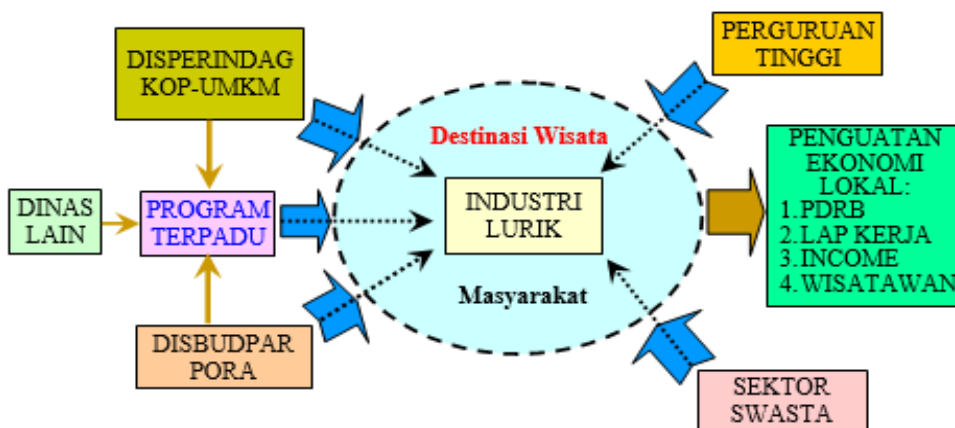 DISPERINDAG
KOP-UMKM
PERGURUAN
TINGGI
Destinasi Wisata
PENGUATAN
EKONOMI
LOKAL:
1.PDRB
2.LAP KERJA
3.INCOME
4.WISATAWAN
DINAS
LAIN
PROGRAM
TERPADU
INDUSTRI
LURIK
Masyarakat
DISBUDPAR
PORA
SEKTOR
SWASTA